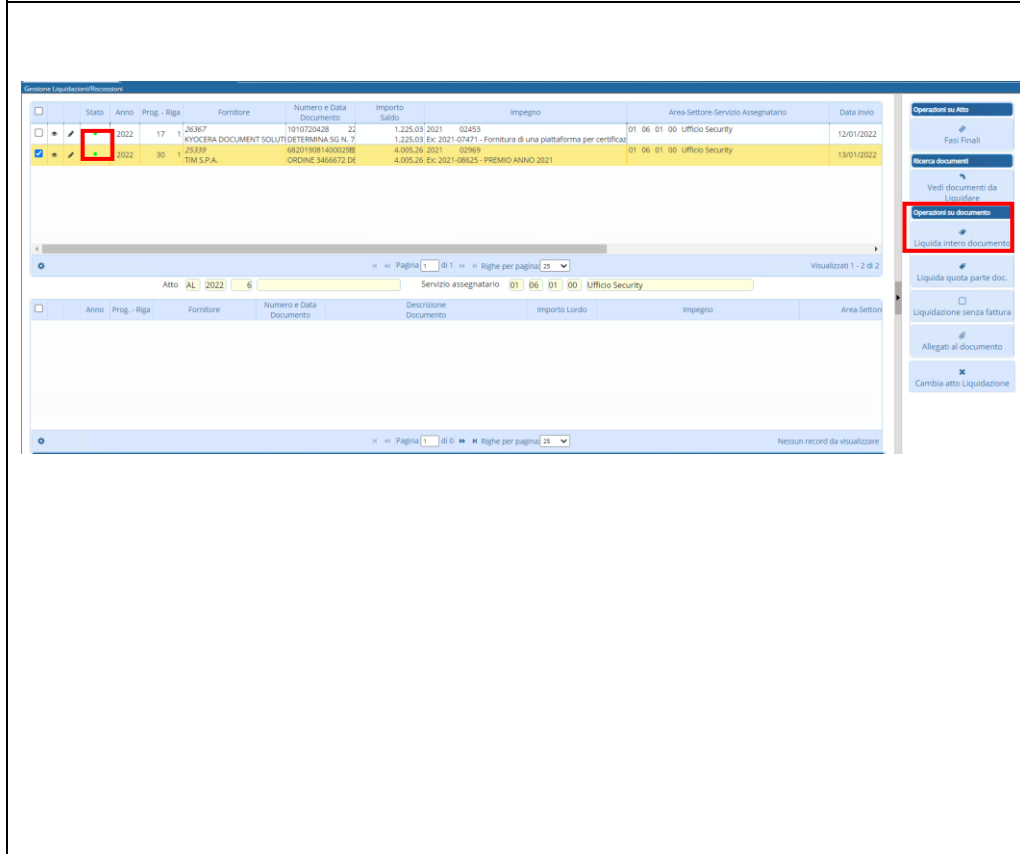 Gestione Liquidazioni/Riscossioni
Stato Anno Prog. - Riga Fornitore Numero e Data Documento Importo Saldo Impegno Area-Settore-Servizio Assegnatario Data invio
2022 17 1 26367 1010720428 22 1.225,03 2021 02453 01 06 01 00 Ufficio Security 12/01/2022
KYOCERA DOCUMENT SOLUTI DETERMINA SG N. 7 1.225,03 Ex: 2021-07471 - Fornitura di una piattaforma per certificaz
2022 30 1 25339 4.005,26 2021 02969 01 06 01 00 Ufficio Security 13/01/2022
TIM S.P.A. ORDINE 3466672 DE 4.005,26 Ex: 2021-08625 - PREMIO ANNO 2021
Pagina 1 di 1 Righe per pagina: 25 Visualizzati 1 - 2 di 2
Atto AL 2022 6 Servizio assegnatario 01 06 01 00 Ufficio Security
Anno Prog. - Riga Fornitore Numero e Data Documento Descrizione Documento Importo Lordo Impegno Area-Settore
Pagina 1 di 0 Righe per pagina: 25 Nessun record da visualizzare
Operazioni su Atto
Fasi Finali
Ricerca documenti
Vedi documenti da
Liquidare
Operazioni su documento
Liquida intero documento
Liquida quota parte doc.
Liquidazione senza fattura
Allegati al documento
Cambia atto Liquidazione